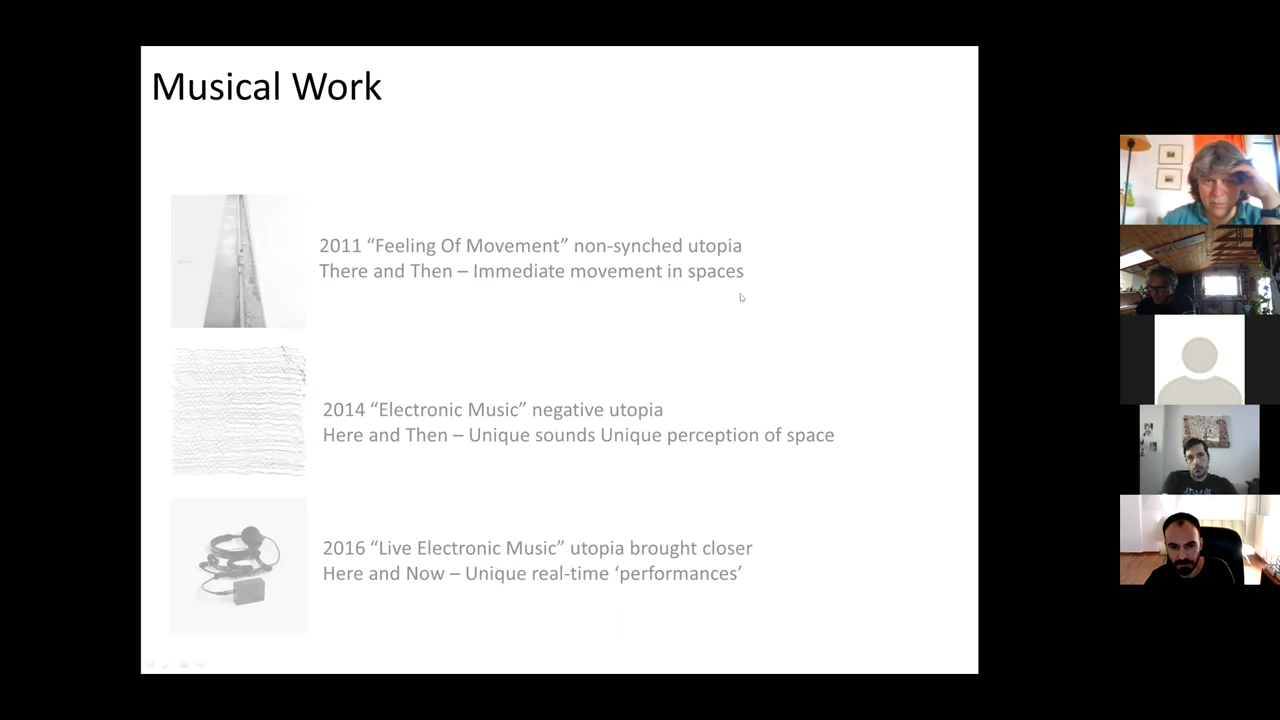 Musical Work
2011 “Feeling Of Movement” non-synched utopia
There and Then – Immediate movement in spaces
2014 “Electronic Music” negative utopia
Here and Then – Unique sounds Unique perception of space
2016 “Live Electronic Music” utopia brought closer
Here and Now – Unique real-time ‘performances’